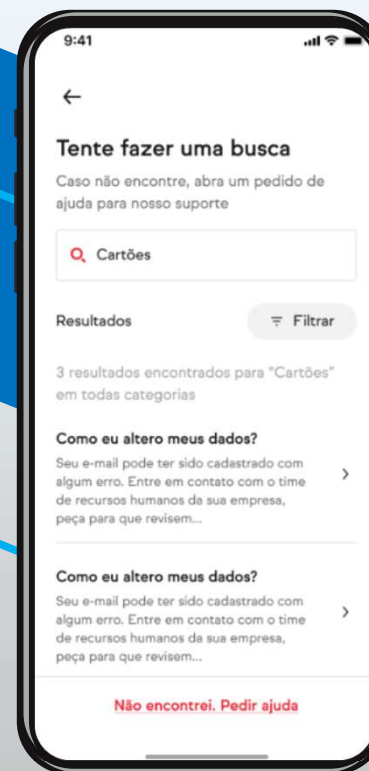 9:41
Tente fazer uma busca
Caso não encontre, abra um pedido de
ajuda para nosso suporte
Cartões
Resultados
Filtrar
3 resultados encontrados para "Cartões"
em todas categorias
Como eu altero meus dados?
Seu e-mail pode ter sido cadastrado com
algum erro. Entre em contato com o time
de recursos humanos da sua empresa,
peça para que revisem...
Como eu altero meus dados?
Seu e-mail pode ter sido cadastrado com
algum erro. Entre em contato com o time
de recursos humanos da sua empresa,
peça para que revisem...
Não encontrei. Pedir ajuda